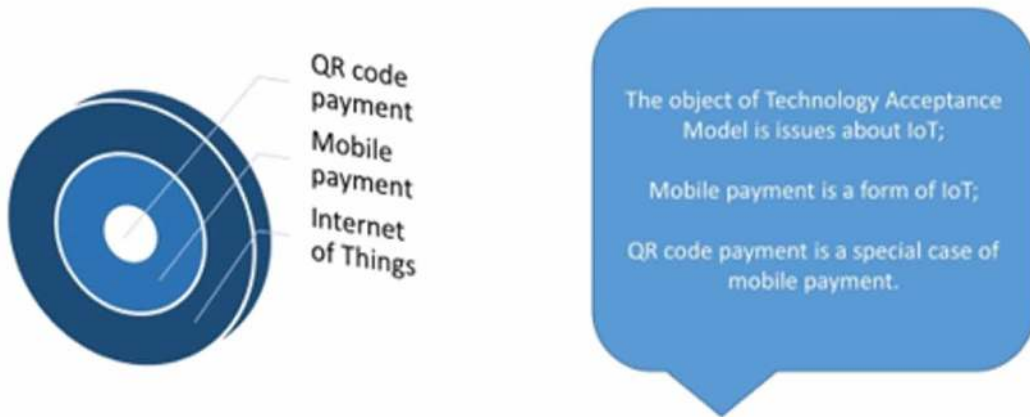 QR code
payment
Mobile
payment
Internet
of Things
The object of Technology Acceptance
Model is issues about IoT;
Mobile payment is a form of IoT;
QR code payment is a special case of
mobile payment.